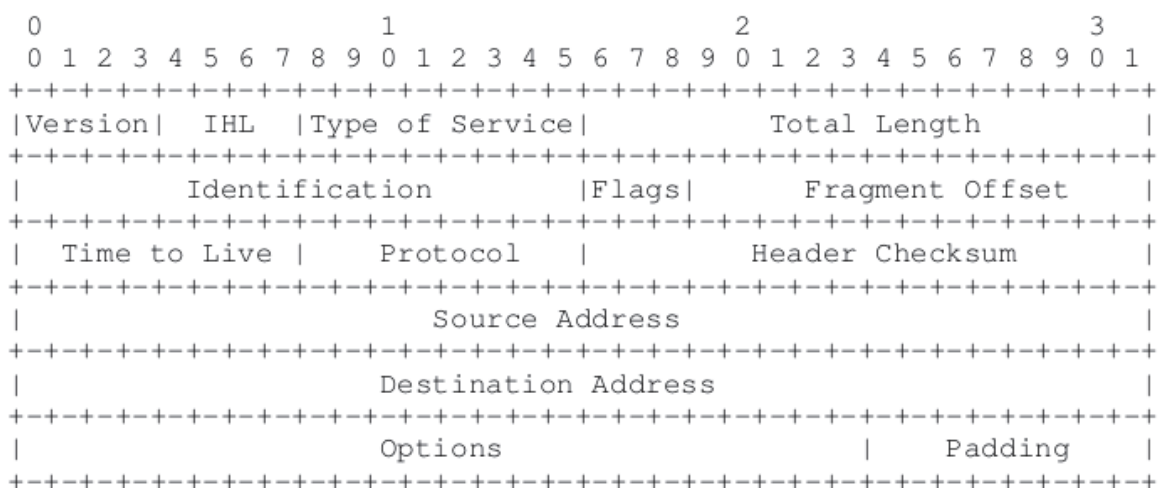 0                   1                   2                   3
0 1 2 3 4 5 6 7 8 9 0 1 2 3 4 5 6 7 8 9 0 1 2 3 4 5 6 7 8 9 0 1
+-+-+-+-+-+-+-+-+-+-+-+-+-+-+-+-+-+-+-+-+-+-+-+-+-+-+-+-+-+-+-+-+
|Version|  IHL  |Type of Service|          Total Length         |
+-+-+-+-+-+-+-+-+-+-+-+-+-+-+-+-+-+-+-+-+-+-+-+-+-+-+-+-+-+-+-+-+
|         Identification        |Flags|      Fragment Offset    |
+-+-+-+-+-+-+-+-+-+-+-+-+-+-+-+-+-+-+-+-+-+-+-+-+-+-+-+-+-+-+-+-+
|  Time to Live |    Protocol   |         Header Checksum       |
+-+-+-+-+-+-+-+-+-+-+-+-+-+-+-+-+-+-+-+-+-+-+-+-+-+-+-+-+-+-+-+-+
|                       Source Address                          |
+-+-+-+-+-+-+-+-+-+-+-+-+-+-+-+-+-+-+-+-+-+-+-+-+-+-+-+-+-+-+-+-+
|                    Destination Address                        |
+-+-+-+-+-+-+-+-+-+-+-+-+-+-+-+-+-+-+-+-+-+-+-+-+-+-+-+-+-+-+-+-+
|                    Options                    |    Padding    |
+-+-+-+-+-+-+-+-+-+-+-+-+-+-+-+-+-+-+-+-+-+-+-+-+-+-+-+-+-+-+-+-+